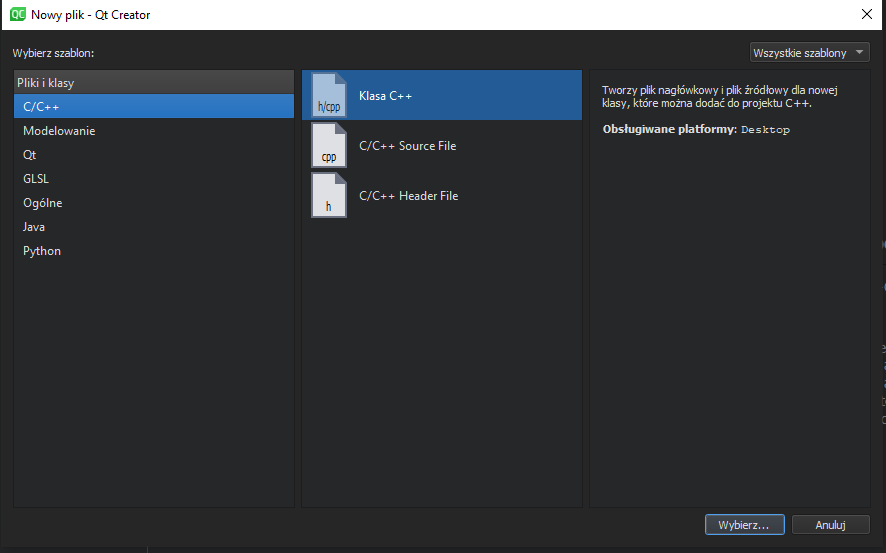 QC Nowy plik - Qt Creator
Wybierz szablon:
Wszystkie szablony
Pliki i klasy
C/C++
Modelowanie
Qt
GLSL
Ogólne
Java
Python
h/cpp
Klasa C++
cpp
C/C++ Source File
h
C/C++ Header File
Tworzy plik nagłówkowy i plik źródłowy dla nowej
klasy, które można dodać do projektu C++.
Obsługiwane platformy: Desktop
Wybierz...
Anuluj